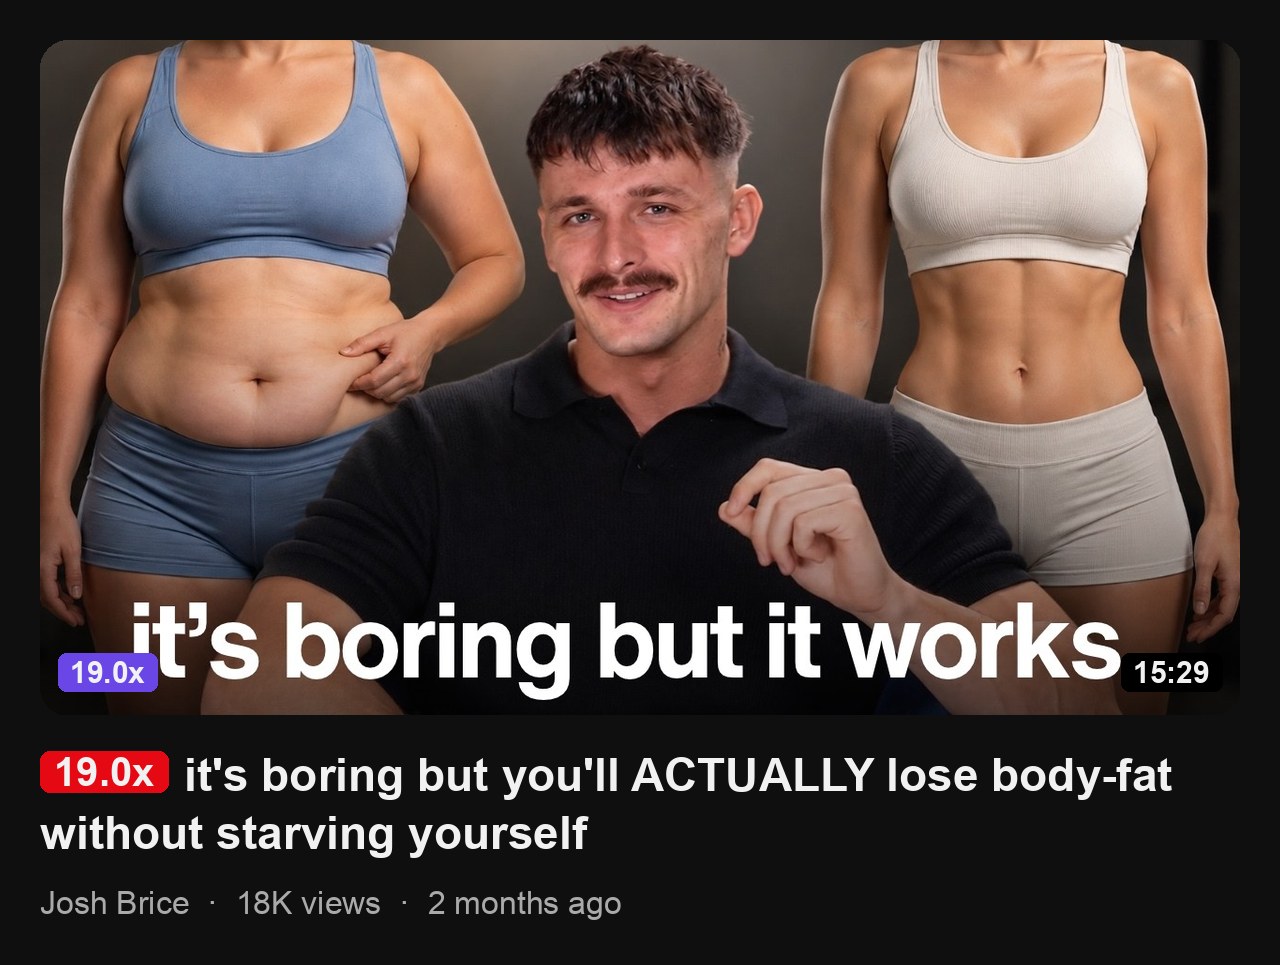 it’s boring but it works
19.0x
15:29
19.0x it's boring but you'll ACTUALLY lose body-fat
without starving yourself
Josh Brice · 18K views · 2 months ago